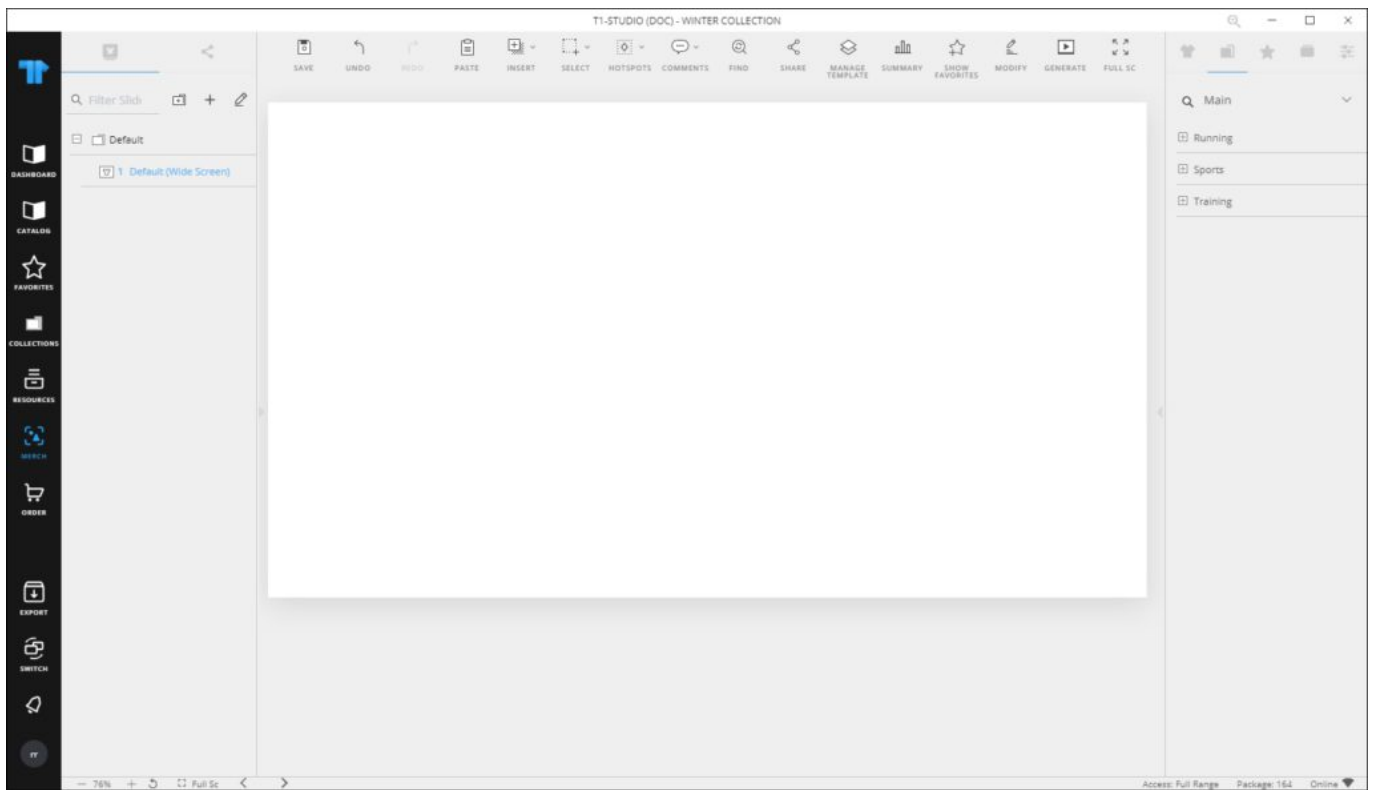 T1-STUDIO (DOC) - WINTER COLLECTION
SAVE
UNDO
REDO
PASTE
INSERT
SELECT
HOTSPOTS
COMMENTS
FIND
SHARE
MANAGE
TEMPLATE
SUMMARY
SHOW
FAVORITES
MODIFY
GENERATE
FULL SC
Filter Slid
Main
Default
1 Default (Wide Screen)
Running
Sports
Training
DASHBOARD
CATALOG
FAVORITES
COLLECTIONS
RESOURCES
MERCH
ORDER
EXPORT
SWITCH
76%
Full Sc
Access: Full Range
Package: 164
Online